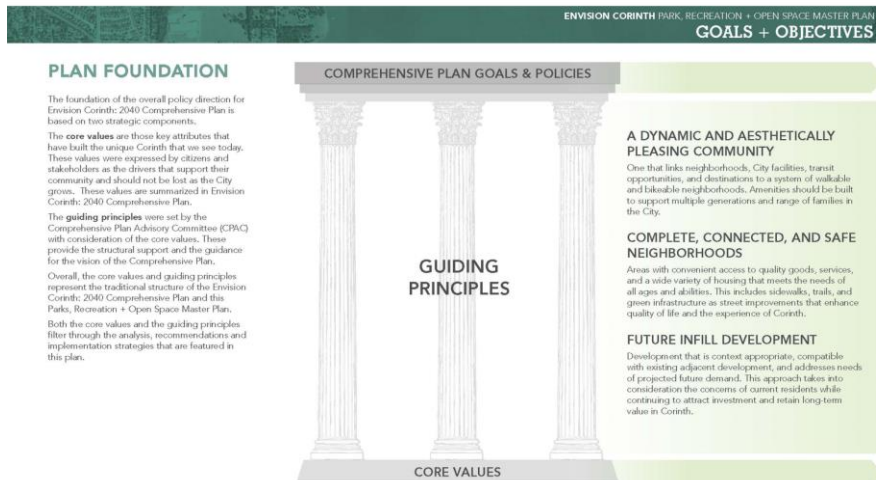 ENVISION CORINTH PARK, RECREATION + OPEN SPACE MASTER PLAN
GOALS + OBJECTIVES
PLAN FOUNDATION
The foundation of the overall policy direction for
Envision Corinth: 2040 Comprehensive Plan is
based on two strategic components.
The core values are those key attributes that
have built the unique Corinth that we see today.
These values were expressed by citizens and
stakeholders as the drivers that support their
community and should not be lost as the City
grows. These values are summarized in Envision
Corinth: 2040 Comprehensive Plan.
The guiding principles were set by the
Comprehensive Plan Advisory Committee (CPAC)
with consideration of the core values. These
provide the structural support and the guidance
for the vision of the Comprehensive Plan.
Overall, the core values and guiding principles
represent the traditional structure of the Envision
Corinth: 2040 Comprehensive Plan and this
Parks, Recreation + Open Space Master Plan.
Both the core values and the guiding principles
filter through the analysis, recommendations and
implementation strategies that are featured in
this plan.
COMPREHENSIVE PLAN GOALS & POLICIES
GUIDING
PRINCIPLES
CORE VALUES
A DYNAMIC AND AESTHETICALLY
PLEASING COMMUNITY
One that links neighborhoods, City facilities, transit
opportunities, and destinations to a system of walkable
and bikeable neighborhoods. Amenities should be built
to support multiple generations and range of families in
the City.
COMPLETE, CONNECTED, AND SAFE
NEIGHBORHOODS
Areas with convenient access to quality goods, services,
and a wide variety of housing that meets the needs of
all ages and abilities. This includes sidewalks, trails, and
green infrastructure as street improvements that enhance
quality of life and the experience of Corinth.
FUTURE INFILL DEVELOPMENT
Development that is context appropriate, compatible
with existing adjacent development, and addresses needs
of projected future demand. This approach takes into
consideration the concerns of current residents while
continuing to attract investment and retain long-term
value in Corinth.